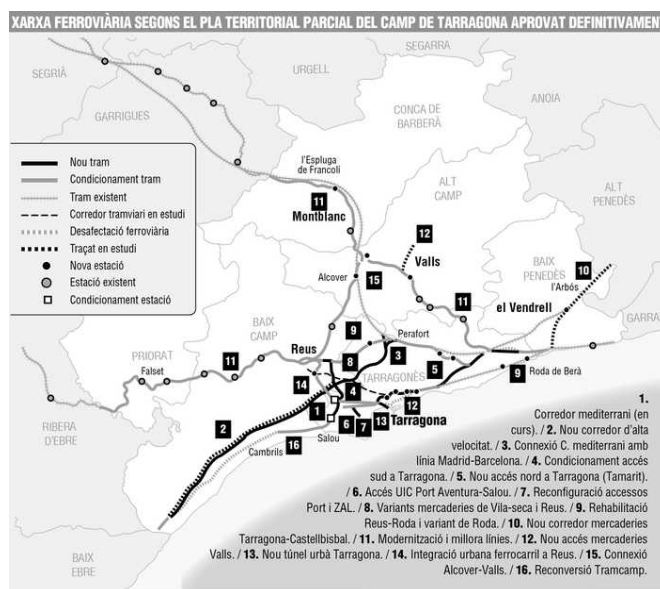 XARXA FERROVIÀRIA SEGONS EL PLA TERRITORIAL PARCIAL DEL CAMP DE TARRAGONA APROVAT DEFINITIVAMENT
SEGARRA
SEGRIÀ
URGELL
GARRIGUES
CONCA DE
BARBERÀ
ANOIA
Nou tram
Condicionament tram
Tram existent
Corredor tramviari en estudi
Desafectació ferroviària
Traçat en estudi
Nova estació
Estació existent
Condicionament estació
l'Espluga
de Francolí
11
Montblanc
ALT
CAMP
ALT
PENEDÈS
12
Valls
Alcover
15
BAIX
PENEDÈS
10
l'Arbós
11
el Vendrell
GARRA
BAIX
CAMP
9
Perafort
PRIORAT
Falset
11
Reus
8
3
TARRAGONÈS
5
9
Roda de Berà
14
4
12
RIBERA
D'EBRE
2
1
6
7
13
Tarragona
Salou
16
Cambrils
BAIX
EBRE
1.
Corredor mediterrani (en
curs). / 2. Nou corredor d'alta
velocitat. / 3. Connexió C. mediterrani amb
línia Madrid-Barcelona. / 4. Condicionament accés
sud a Tarragona. / 5. Nou accés nord a Tarragona (Tamarit).
/ 6. Accés UIC Port Aventura-Salou. / 7. Reconfiguració accessos
Port i ZAL. / 8. Variants mercaderies de Vila-seca i Reus. / 9. Rehabilitació
Reus-Roda i variant de Roda. / 10. Nou corredor mercaderies
Tarragona-Castellbisbal. / 11. Modernització i millora línies. / 12. Nou accés mercaderies
Valls. / 13. Nou túnel urbà Tarragona. / 14. Integració urbana ferrocarril a Reus. / 15. Connexió
Alcover-Valls. / 16. Reconversió Tramcamp.